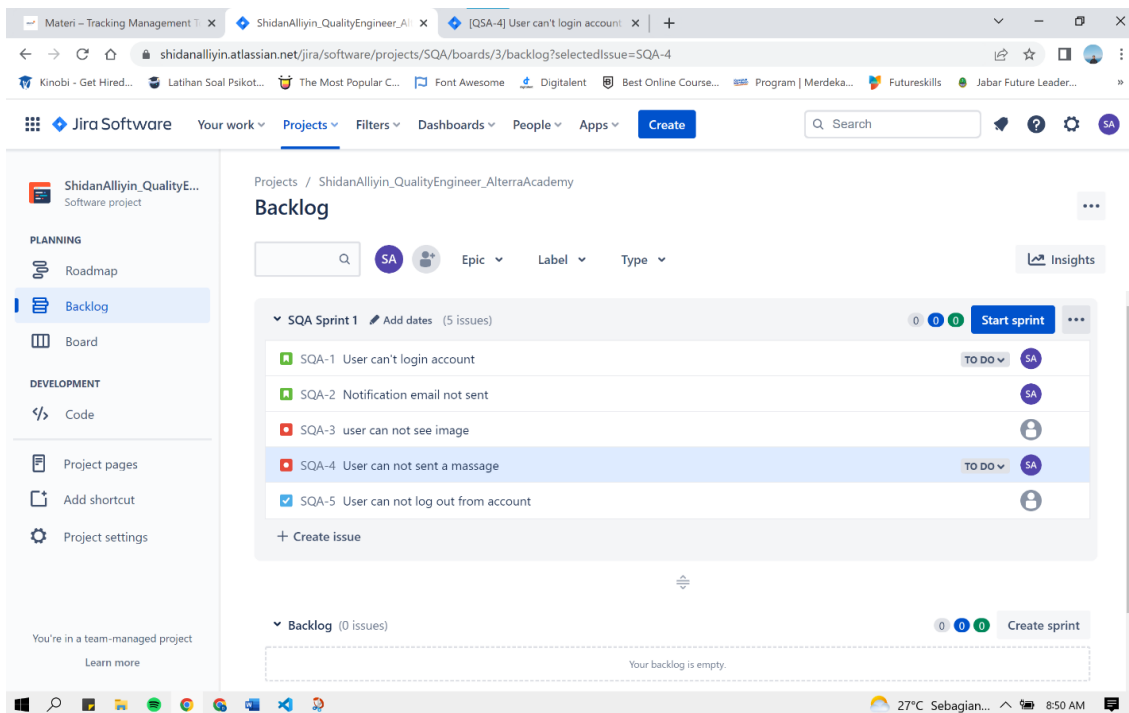 Materi – Tracking Management T
ShidanAlliyin_QualityEngineer_Al
[QSA-4] User can't login account
shidanalliyin.atlassian.net/jira/software/projects/SQA/boards/3/backlog?selectedIssue=SQA-4
Kinobi - Get Hired... Latihan Soal Psikot... The Most Popular C... Font Awesome Digitalent Best Online Course... Program | Merdeka... Futureskills Jabar Future Leader... »
Jira Software Your work Projects Filters Dashboards People Apps Create Search SA
ShidanAlliyin_QualityE...
Software project
PLANNING
Roadmap
Backlog
Board
DEVELOPMENT
Code
Project pages
Add shortcut
Project settings
You're in a team-managed project
Learn more
Projects / ShidanAlliyin_QualityEngineer_AlterraAcademy
Backlog
SA Epic Label Type Insights
SQA Sprint 1 Add dates (5 issues) 0 0 0 Start sprint
SQA-1 User can't login account TO DO SA
SQA-2 Notification email not sent SA
SQA-3 user can not see image
SQA-4 User can not sent a massage TO DO SA
SQA-5 User can not log out from account
+ Create issue
Backlog (0 issues) 0 0 0 Create sprint
Your backlog is empty.
27°C Sebagian... 8:50 AM